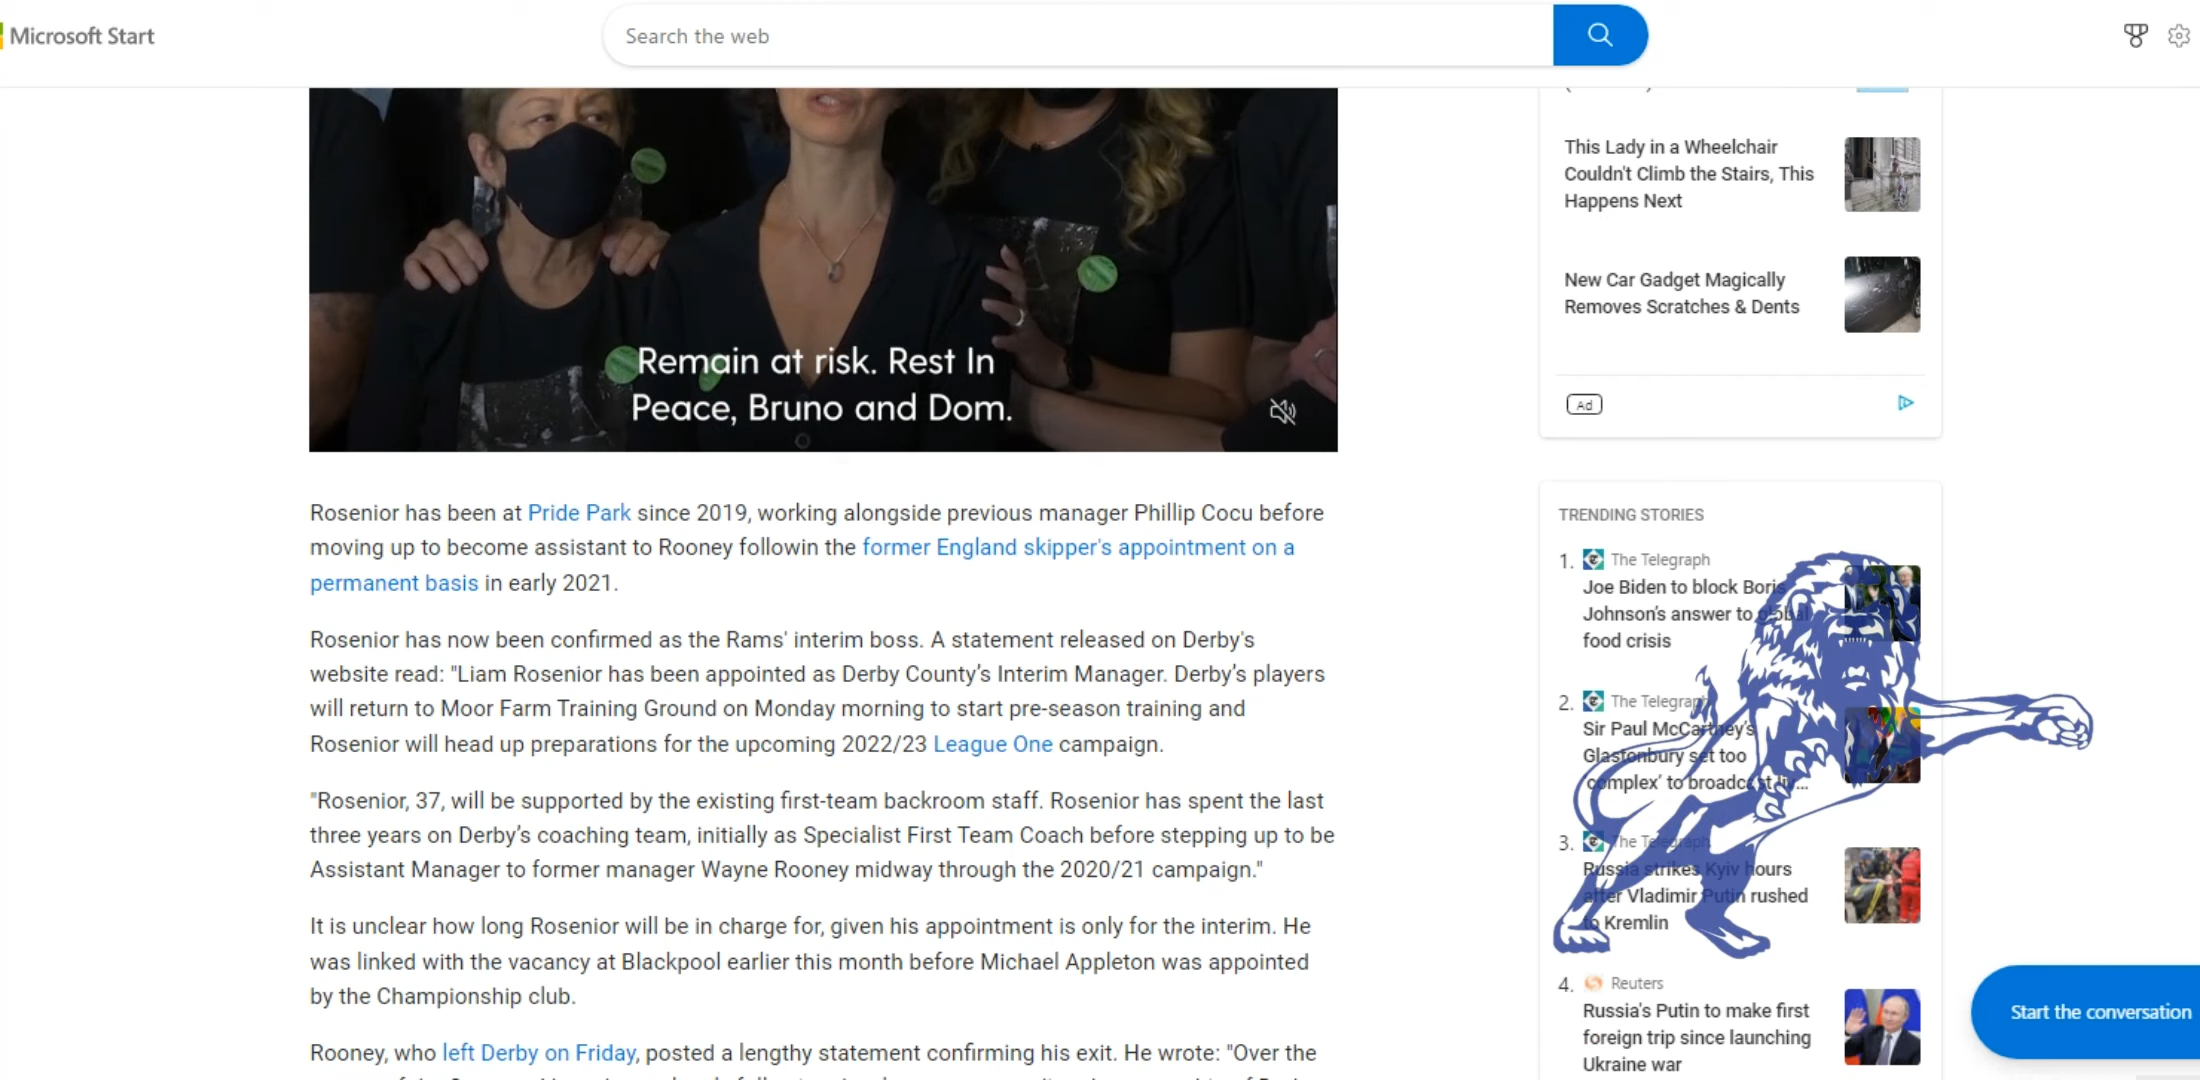 Microsoft Start
Search the web
Remain at risk. Rest In
Peace, Bruno and Dom.
Rosenior has been at Pride Park since 2019, working alongside previous manager Phillip Cocu before
moving up to become assistant to Rooney followin the former England skipper's appointment on a
permanent basis in early 2021.
Rosenior has now been confirmed as the Rams' interim boss. A statement released on Derby's
website read: "Liam Rosenior has been appointed as Derby County’s Interim Manager. Derby’s players
will return to Moor Farm Training Ground on Monday morning to start pre-season training and
Rosenior will head up preparations for the upcoming 2022/23 League One campaign.
"Rosenior, 37, will be supported by the existing first-team backroom staff. Rosenior has spent the last
three years on Derby’s coaching team, initially as Specialist First Team Coach before stepping up to be
Assistant Manager to former manager Wayne Rooney midway through the 2020/21 campaign."
It is unclear how long Rosenior will be in charge for, given his appointment is only for the interim. He
was linked with the vacancy at Blackpool earlier this month before Michael Appleton was appointed
by the Championship club.
Rooney, who left Derby on Friday, posted a lengthy statement confirming his exit. He wrote: "Over the
This Lady in a Wheelchair
Couldn't Climb the Stairs, This
Happens Next
New Car Gadget Magically
Removes Scratches & Dents
Ad
TRENDING STORIES
1. The Telegraph
Joe Biden to block Boris
Johnson’s answer to global
food crisis
2. The Telegraph
Sir Paul McCartney’s
Glastonbury set too
‘complex’ to broadcast
3. The Telegraph
Russia strikes Kyiv hours
after Vladimir Putin rushed
to Kremlin
4. Reuters
Russia's Putin to make first
foreign trip since launching
Ukraine war
Start the conversation